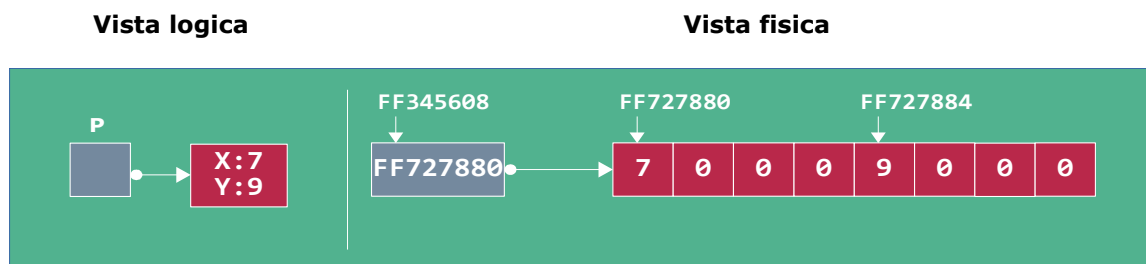 Vista logica
Vista fisica
P
X:7
Y:9
FF345608
FF727880
FF727884
FF727880
7 0 0 0 9 0 0 0